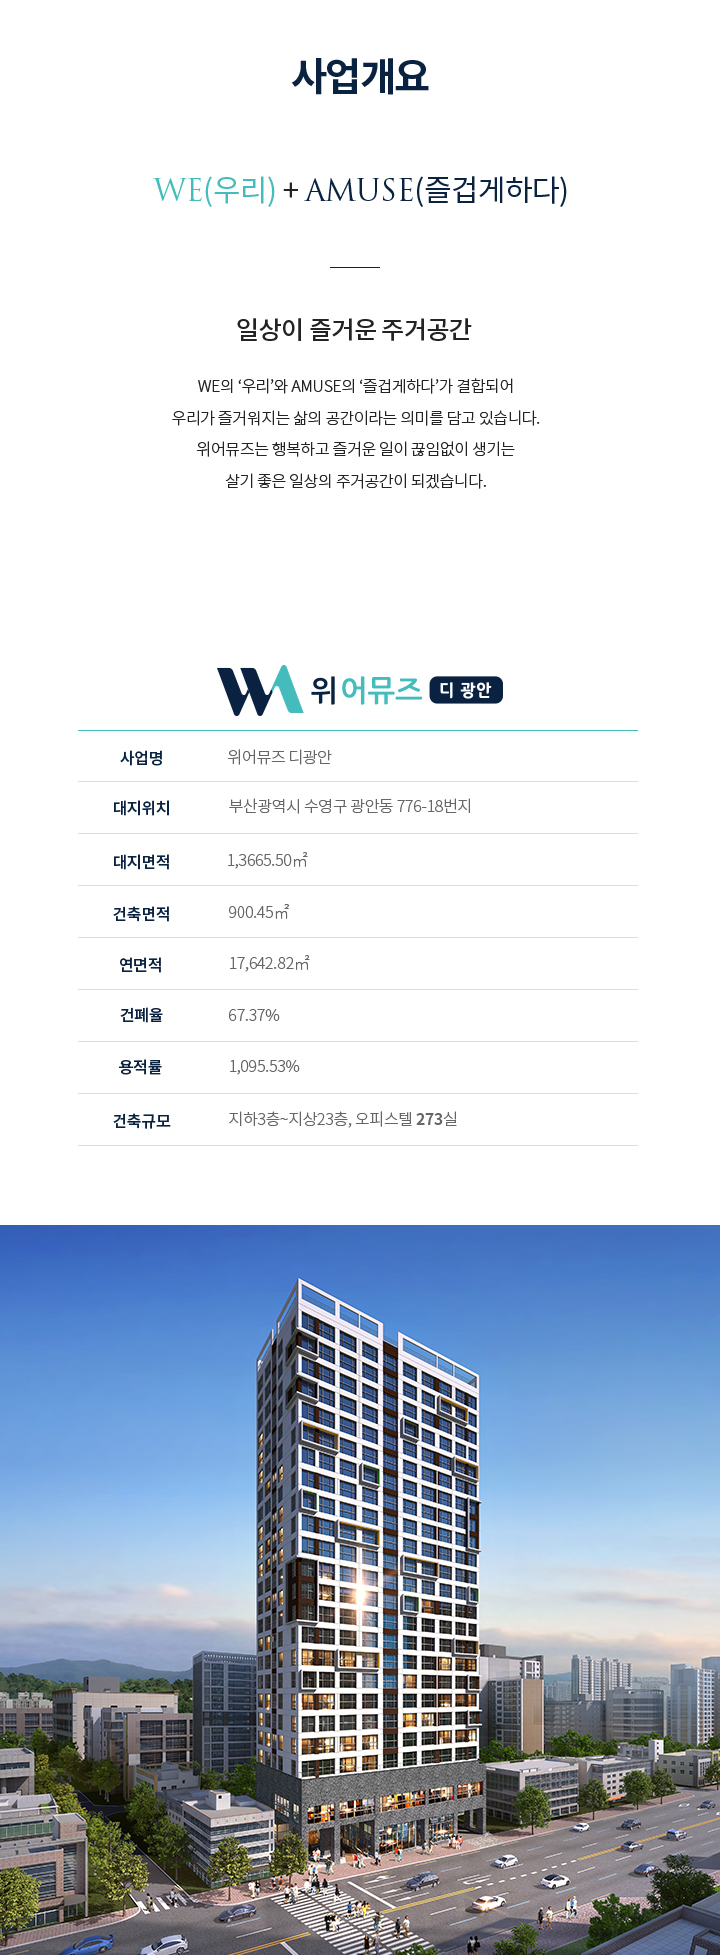 사업개요
WE(우리) + AMUSE(즐겁게하다)
일상이 즐거운 주거공간
WE의 ‘우리’와 AMUSE의 ‘즐겁게하다’가 결합되어
우리가 즐거워지는 삶의 공간이라는 의미를 담고 있습니다.
위어뮤즈는 행복하고 즐거운 일이 끊임없이 생기는
살기 좋은 일상의 주거공간이 되겠습니다.
WA 위어뮤즈 디 광안
사업명 위어뮤즈 디광안
대지위치 부산광역시 수영구 광안동 776-18번지
대지면적 1,3665.50㎡
건축면적 900.45㎡
연면적 17,642.82㎡
건폐율 67.37%
용적률 1,095.53%
건축규모 지하3층~지상23층, 오피스텔 273실